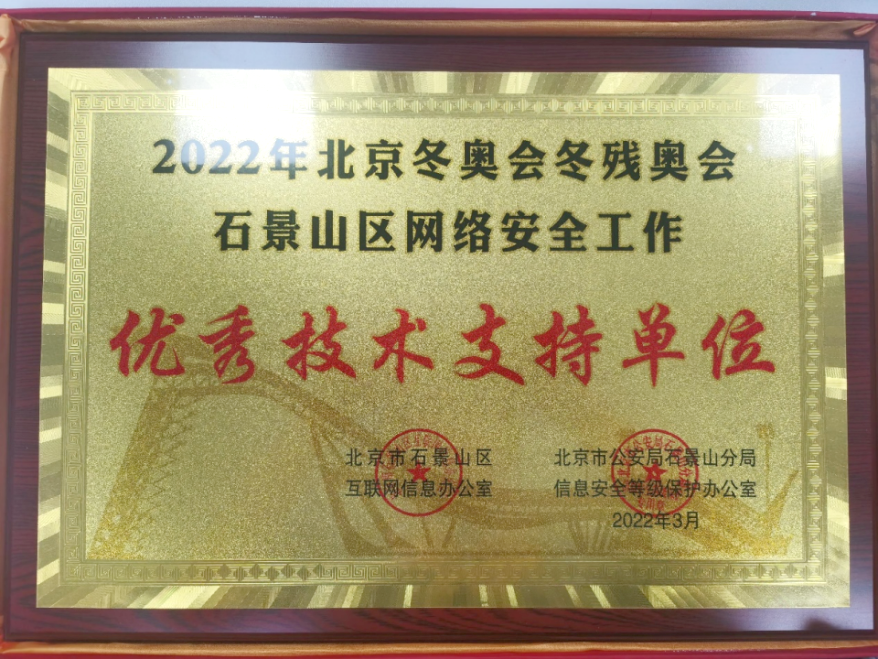 2022年北京冬奥会冬残奥会
石景山区网络安全工作
优秀技术支持单位
北京市石景山区
互联网信息办公室
北京市公安局石景山分局
信息安全等级保护办公室
2022年3月